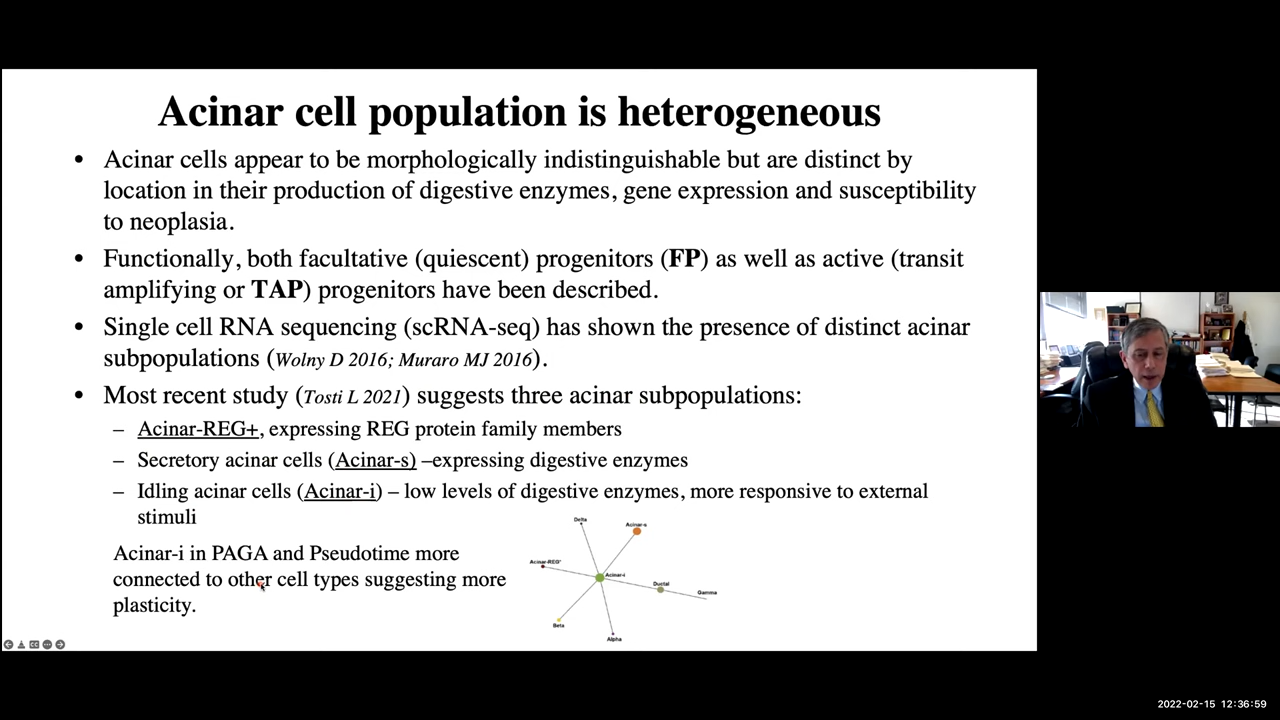 Acinar cell population is heterogeneous
• Acinar cells appear to be morphologically indistinguishable but are distinct by
location in their production of digestive enzymes, gene expression and susceptibility
to neoplasia.
• Functionally, both facultative (quiescent) progenitors (FP) as well as active (transit
amplifying or TAP) progenitors have been described.
• Single cell RNA sequencing (scRNA-seq) has shown the presence of distinct acinar
subpopulations (Wolny D 2016; Muraro MJ 2016).
• Most recent study (Tosti L 2021) suggests three acinar subpopulations:
– Acinar-REG+, expressing REG protein family members
– Secretory acinar cells (Acinar-s) –expressing digestive enzymes
– Idling acinar cells (Acinar-i) – low levels of digestive enzymes, more responsive to external
stimuli
Acinar-i in PAGA and Pseudotime more
connected to other cell types suggesting more
plasticity.
Delta
Acinar-s
Acinar-REG+
Acinar-i
Ductal
Gamma
Beta
Alpha
2022-02-15 12:36:59